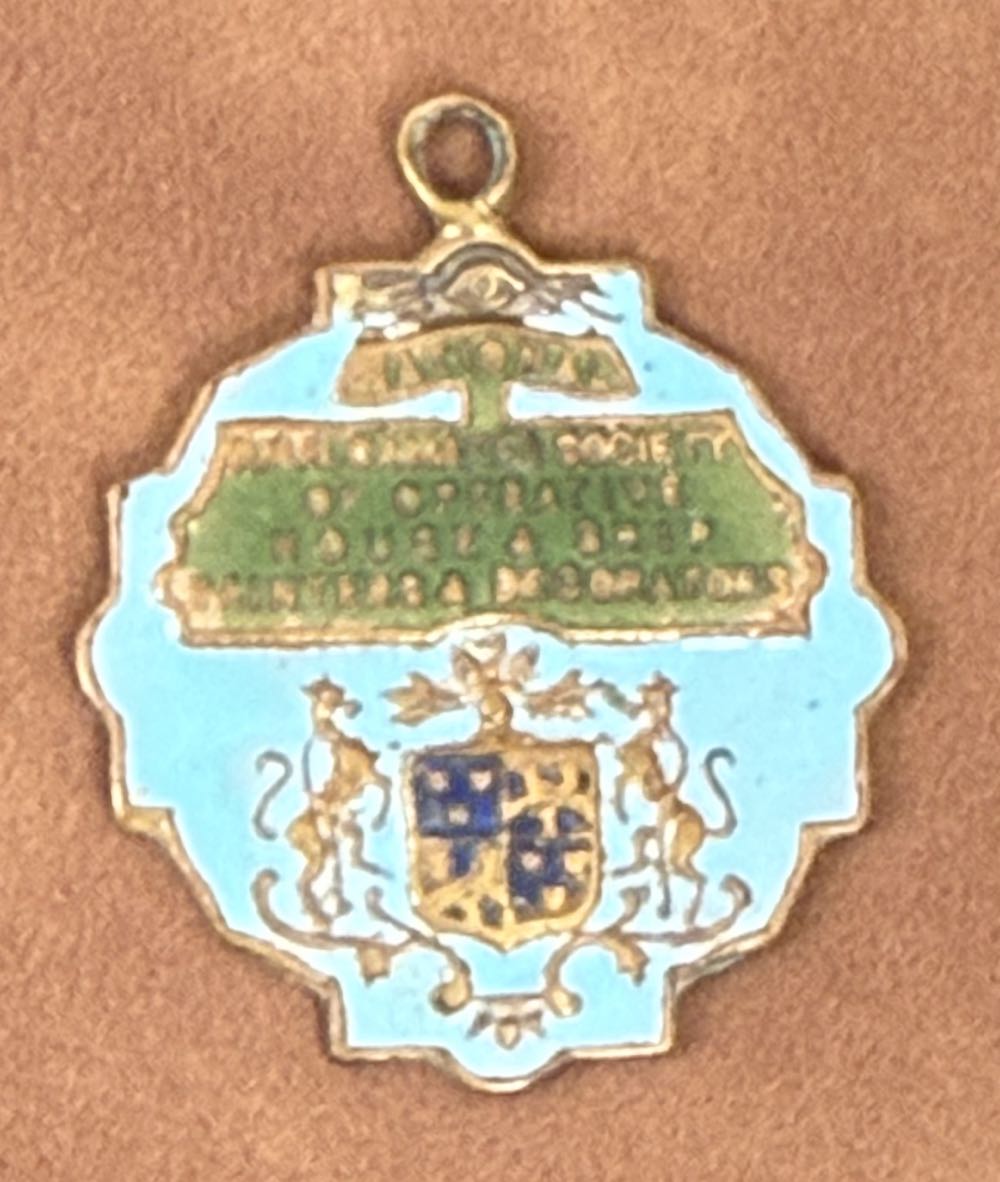 SOCIETY
OF OPERATIVE
HOUSE & SHIP
PAINTERS & DECORATORS